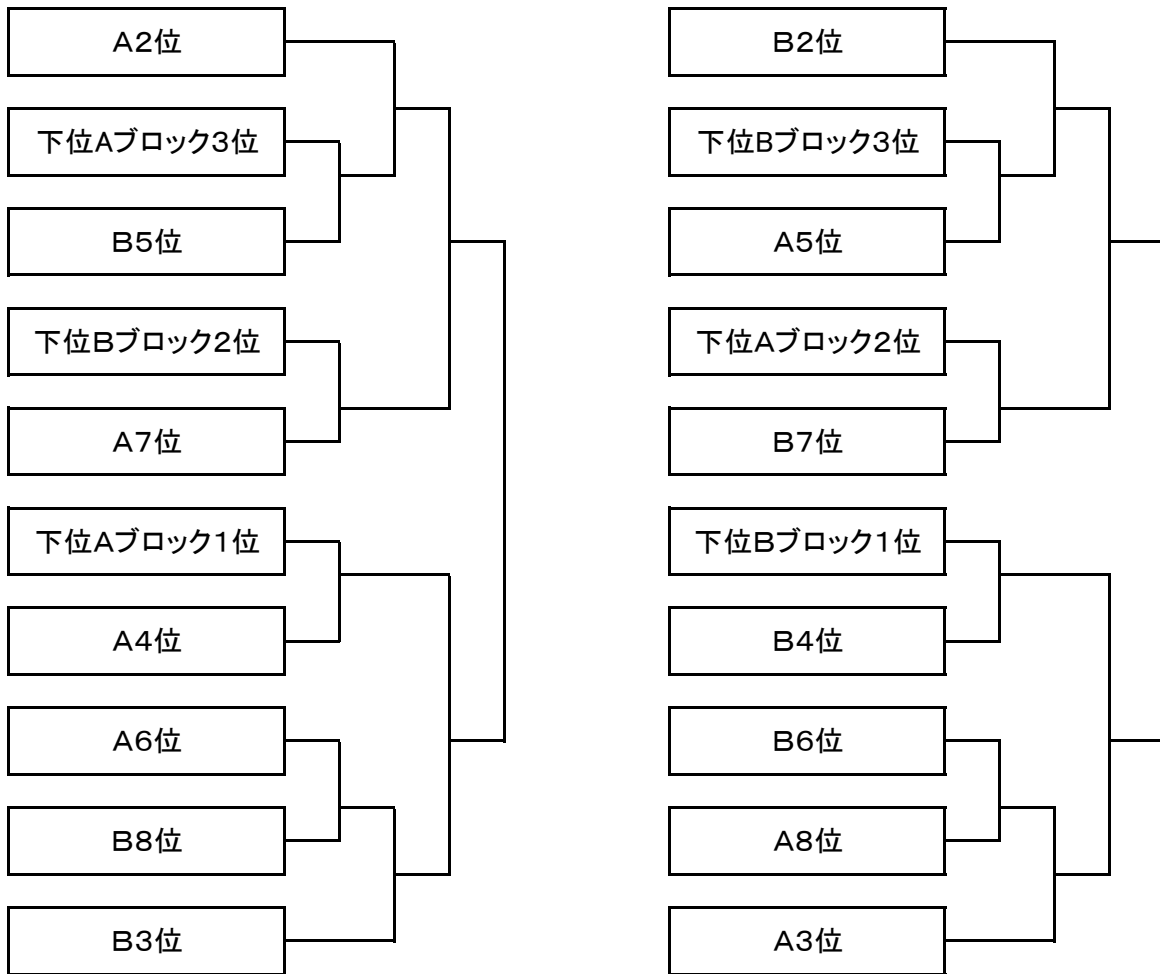 A2位
下位Aブロック3位
B5位
下位Bブロック2位
A7位
下位Aブロック1位
A4位
A6位
B8位
B3位
B2位
下位Bブロック3位
A5位
下位Aブロック2位
B7位
下位Bブロック1位
B4位
B6位
A8位
A3位